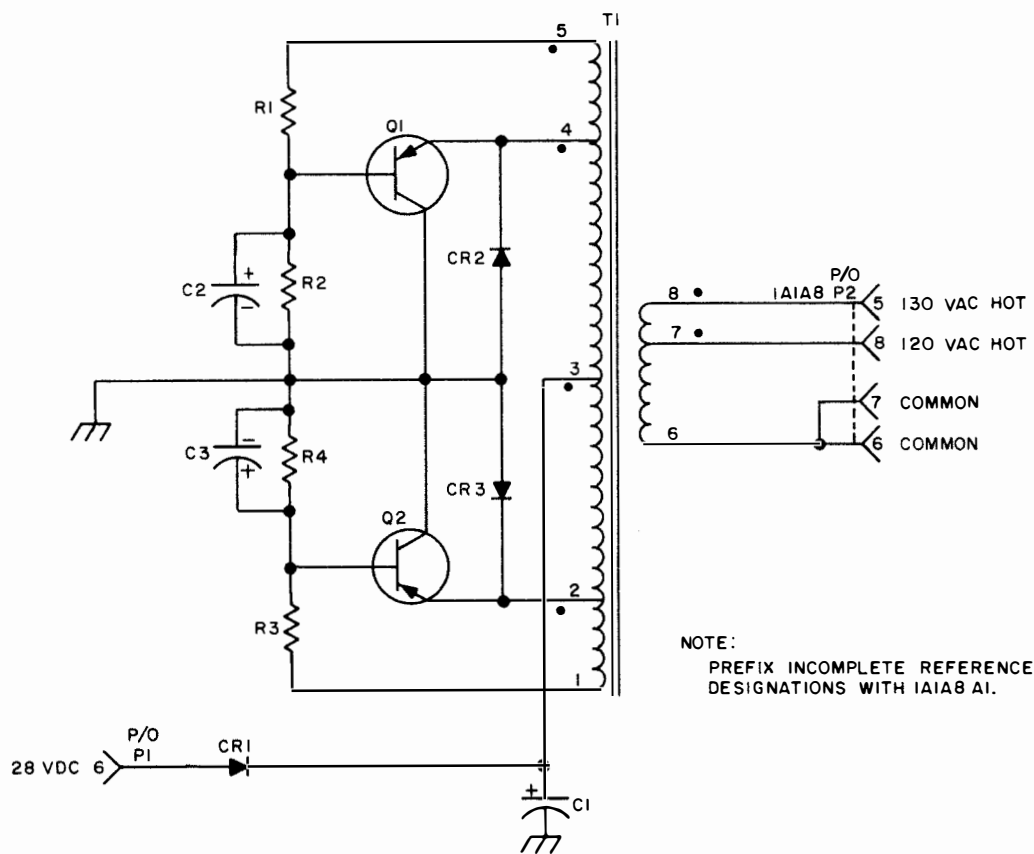 T1
5
R1
Q1
4
C2
+
-
R2
CR2
P/O
1A1A8 P2
8
5 130 VAC HOT
7
8 120 VAC HOT
3
7 COMMON
6
6 COMMON
C3
-
+
R4
CR3
Q2
2
R3
1
NOTE:
PREFIX INCOMPLETE REFERENCE
DESIGNATIONS WITH 1A1A8 A1.
P/O
P1
CR1
28 VDC 6
+
C1